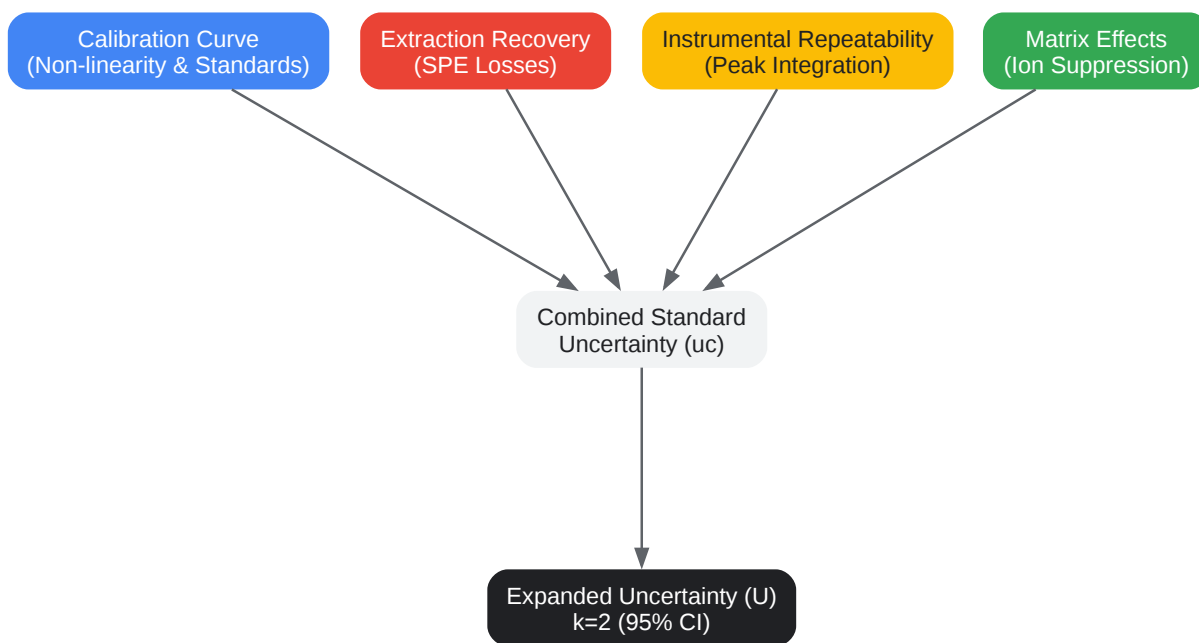 Calibration Curve
(Non-linearity & Standards)
Extraction Recovery
(SPE Losses)
Instrumental Repeatability
(Peak Integration)
Matrix Effects
(Ion Suppression)
Combined Standard
Uncertainty (uc)
Expanded Uncertainty (U)
k=2 (95% CI)